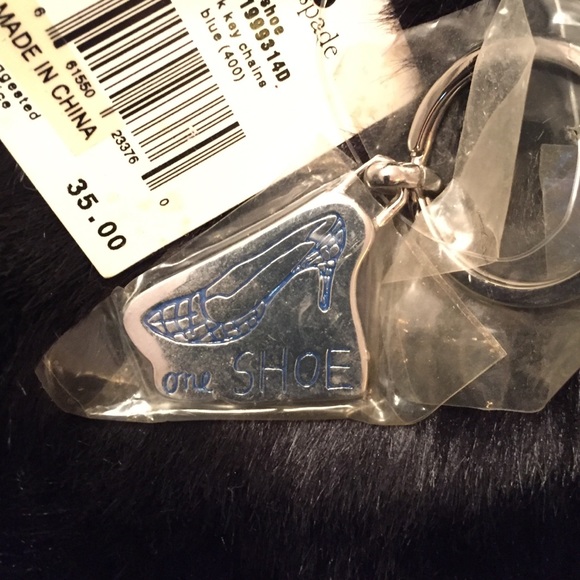 spade
shoe
1999314D.
k key chains
blue (400)
6
61550
23376
0
MADE IN CHINA
ggested
ce
35.00
one SHOE